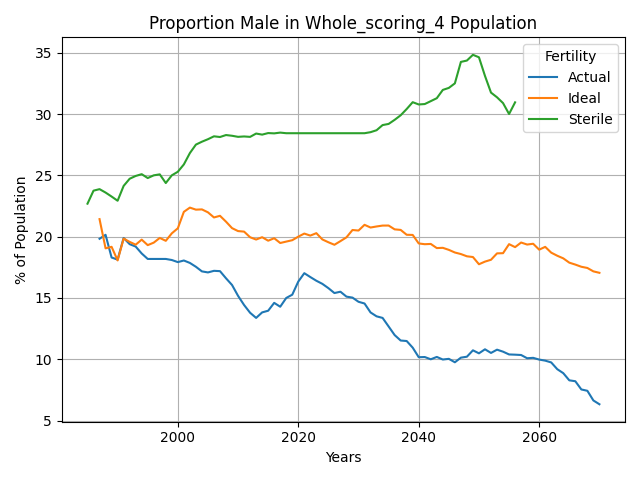 Proportion Male in Whole_scoring_4 Population
% of Population
35
30
25
20
15
10
5
Fertility
Actual
Ideal
Sterile
2000
2020
2040
2060
Years